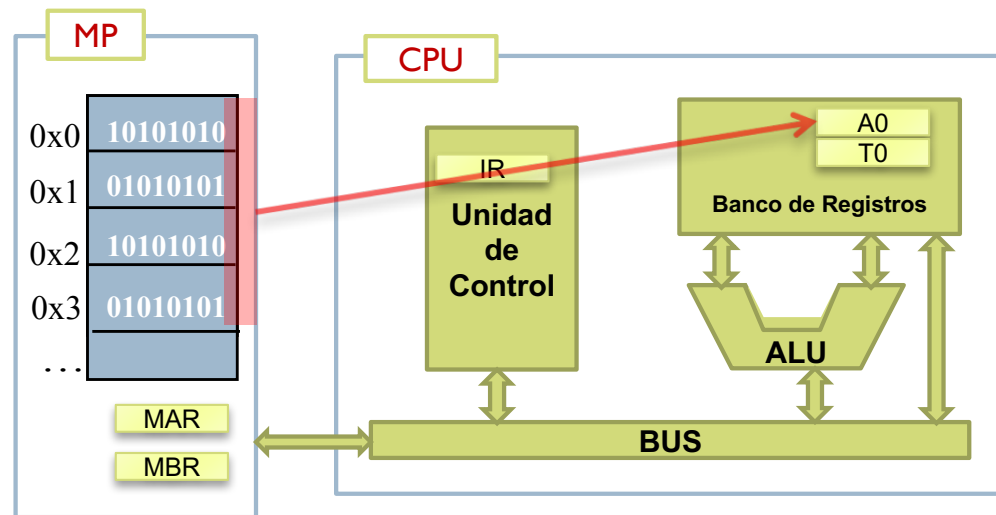 MP
0x0 10101010
0x1 01010101
0x2 10101010
0x3 01010101
...
MAR
MBR
CPU
IR
Unidad
de
Control
A0
T0
Banco de Registros
ALU
BUS